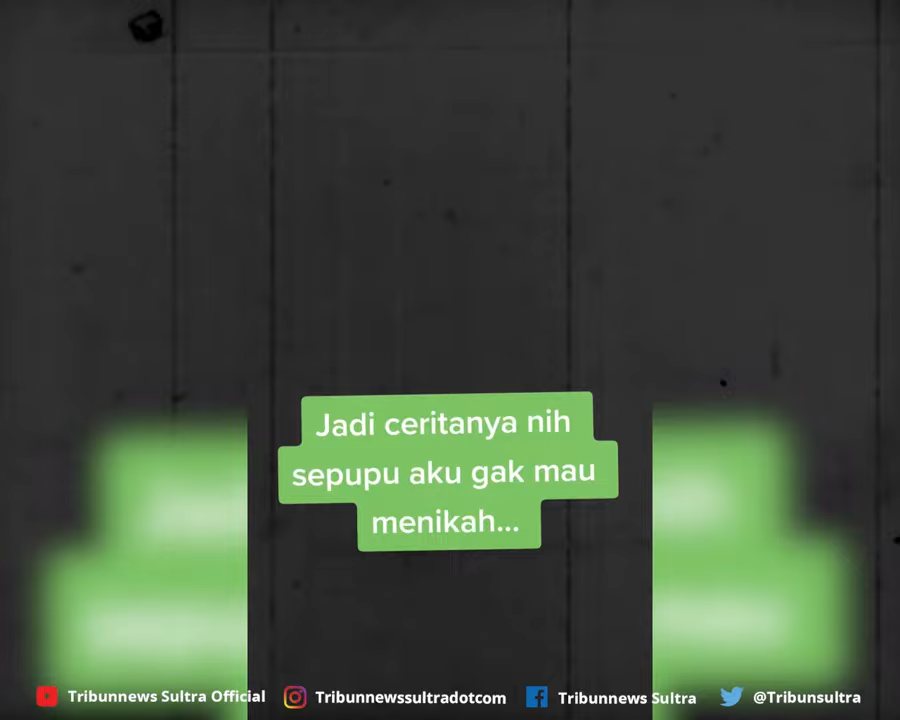 Jadi ceritanya nih
sepupu aku gak mau
menikah...
Tribunnews Sultra Official Tribunnewssultradotcom Tribunnews Sultra @Tribunsultra